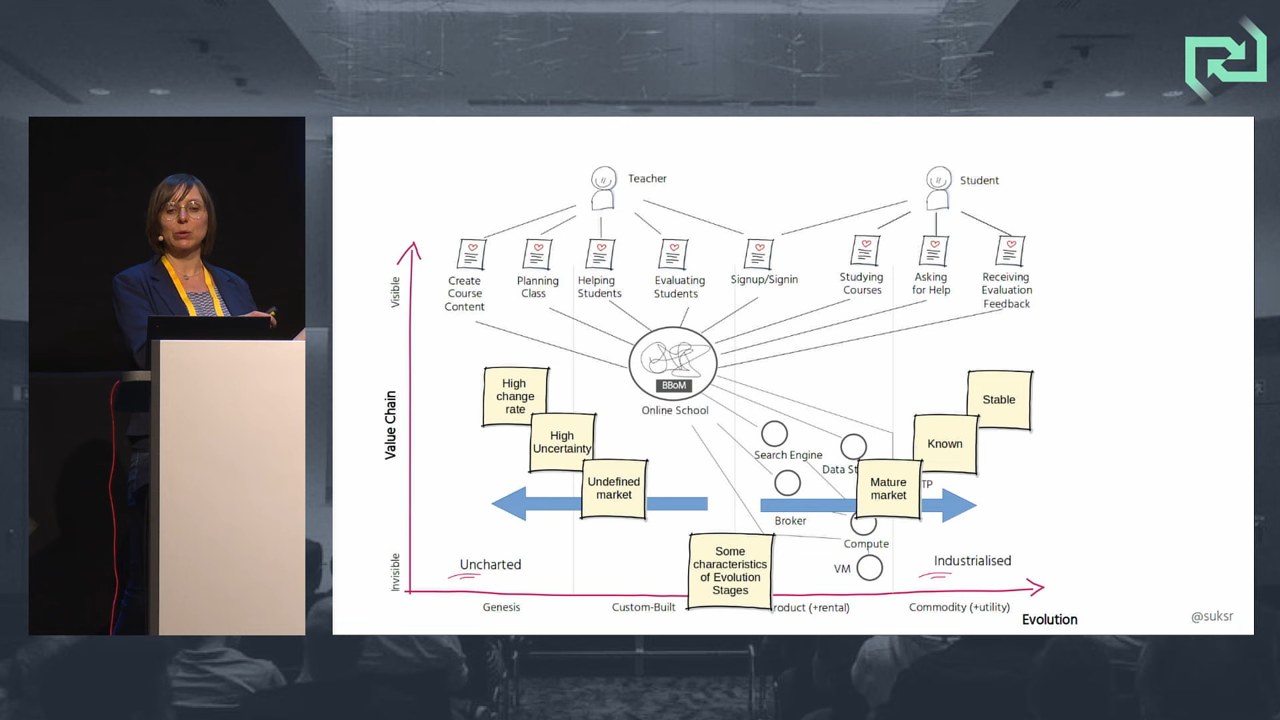 Teacher
Student
Create
Course
Content
Planning
Class
Helping
Students
Evaluating
Students
Signup/Signin
Studying
Courses
Asking
for Help
Receiving
Evaluation
Feedback
Visible
Value Chain
Invisible
BBoM
Online School
High
change
rate
High
Uncertainty
Undefined
market
Stable
Known
Mature
market
Search Engine
Data St
TP
Broker
Compute
VM
Some
characteristics
of Evolution
Stages
Uncharted
Industrialised
Genesis
Custom-Built
roduct (+rental)
Commodity (+utility)
Evolution
@suksr